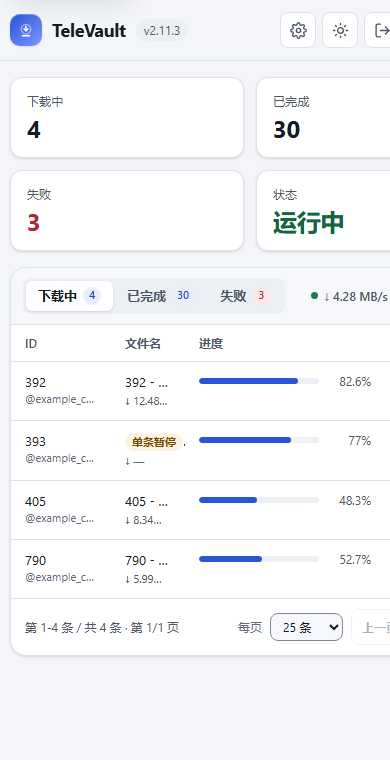 TeleVault v2.11.3
下载中 已完成
4 30
失败 状态
3 运行中
下载中 4 已完成 30 失败 3 ↓ 4.28 MB/s
ID 文件名 进度
392 392 - ... 82.6%
@example_c... ↓ 12.48...
393 单条暂停 . 77%
@example_c... ↓ —
405 405 - ... 48.3%
@example_c... ↓ 8.34...
790 790 - ... 52.7%
@example_c... ↓ 5.99...
第 1-4 条 / 共 4 条 · 第 1/1 页 每页 25 条 上一